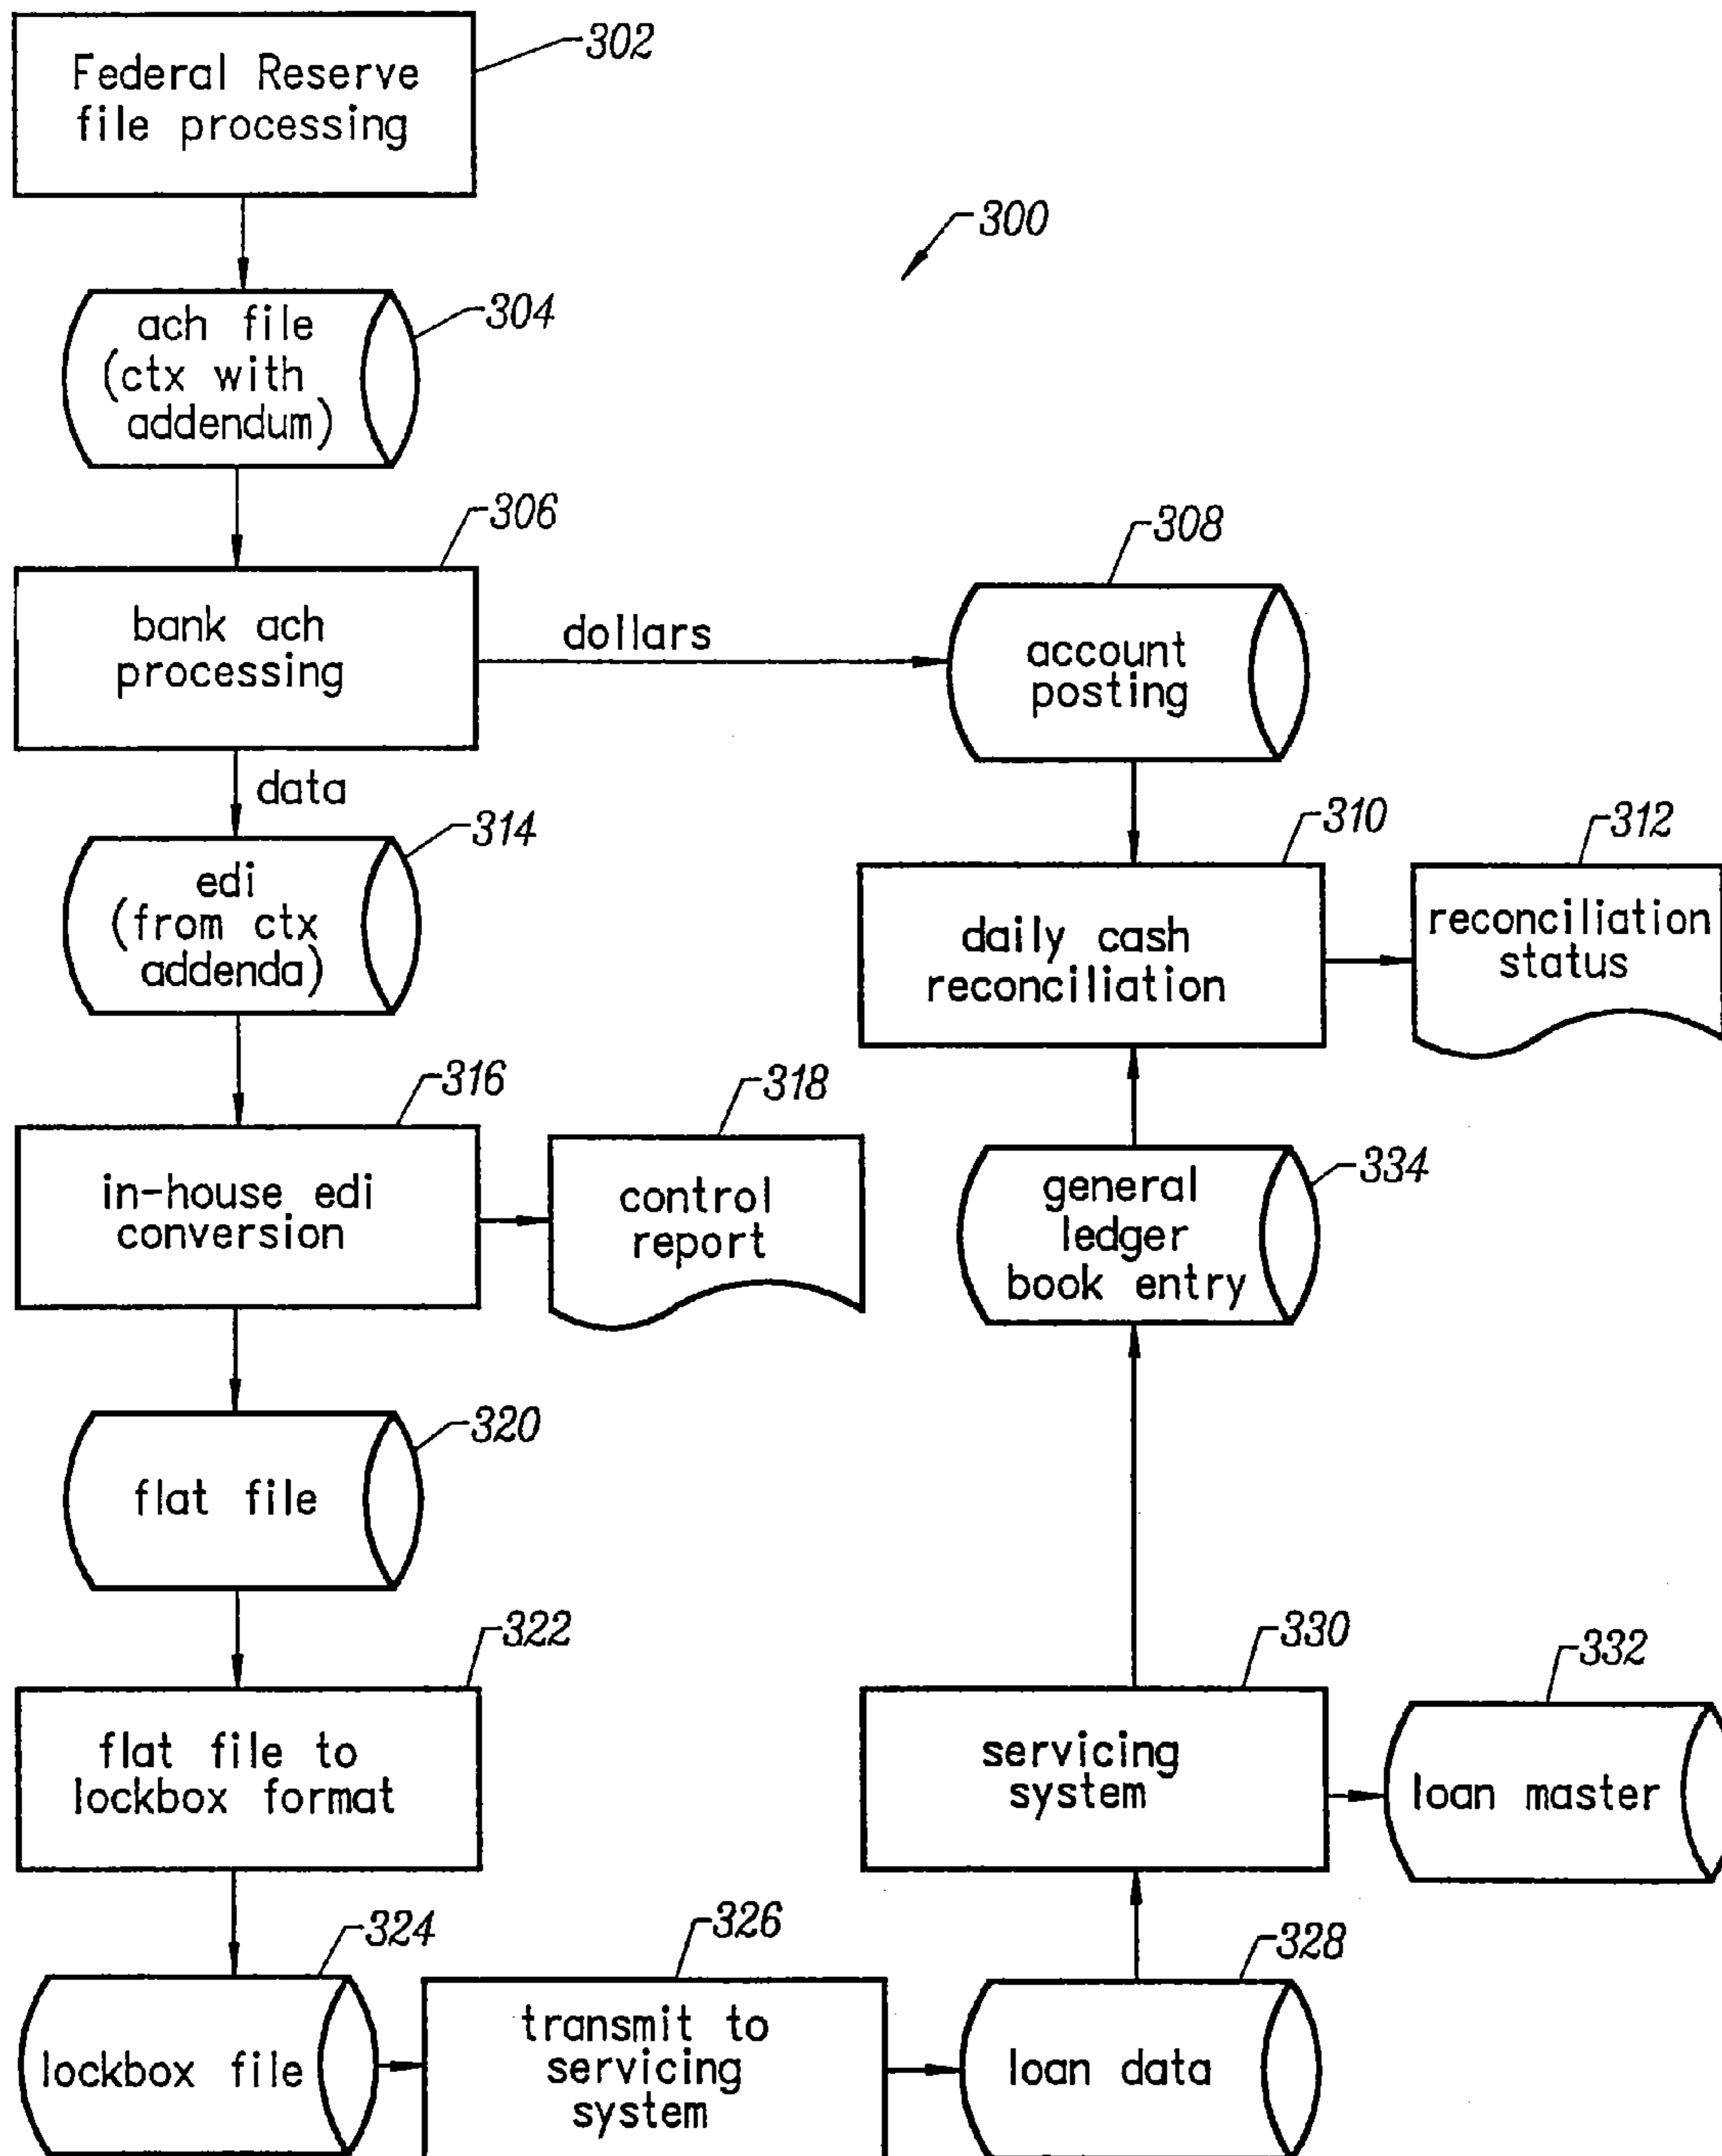 302
Federal Reserve
file processing
300
304
ach file
(ctx with
addendum)
306
bank ach
processing
dollars
308
account
posting
data
314
edi
(from ctx
addenda)
310
daily cash
reconciliation
312
reconciliation
status
316
in-house edi
conversion
318
control
report
334
general
ledger
book entry
320
flat file
322
flat file to
lockbox format
330
servicing
system
332
loan master
324
lockbox file
326
transmit to
servicing
system
328
loan data